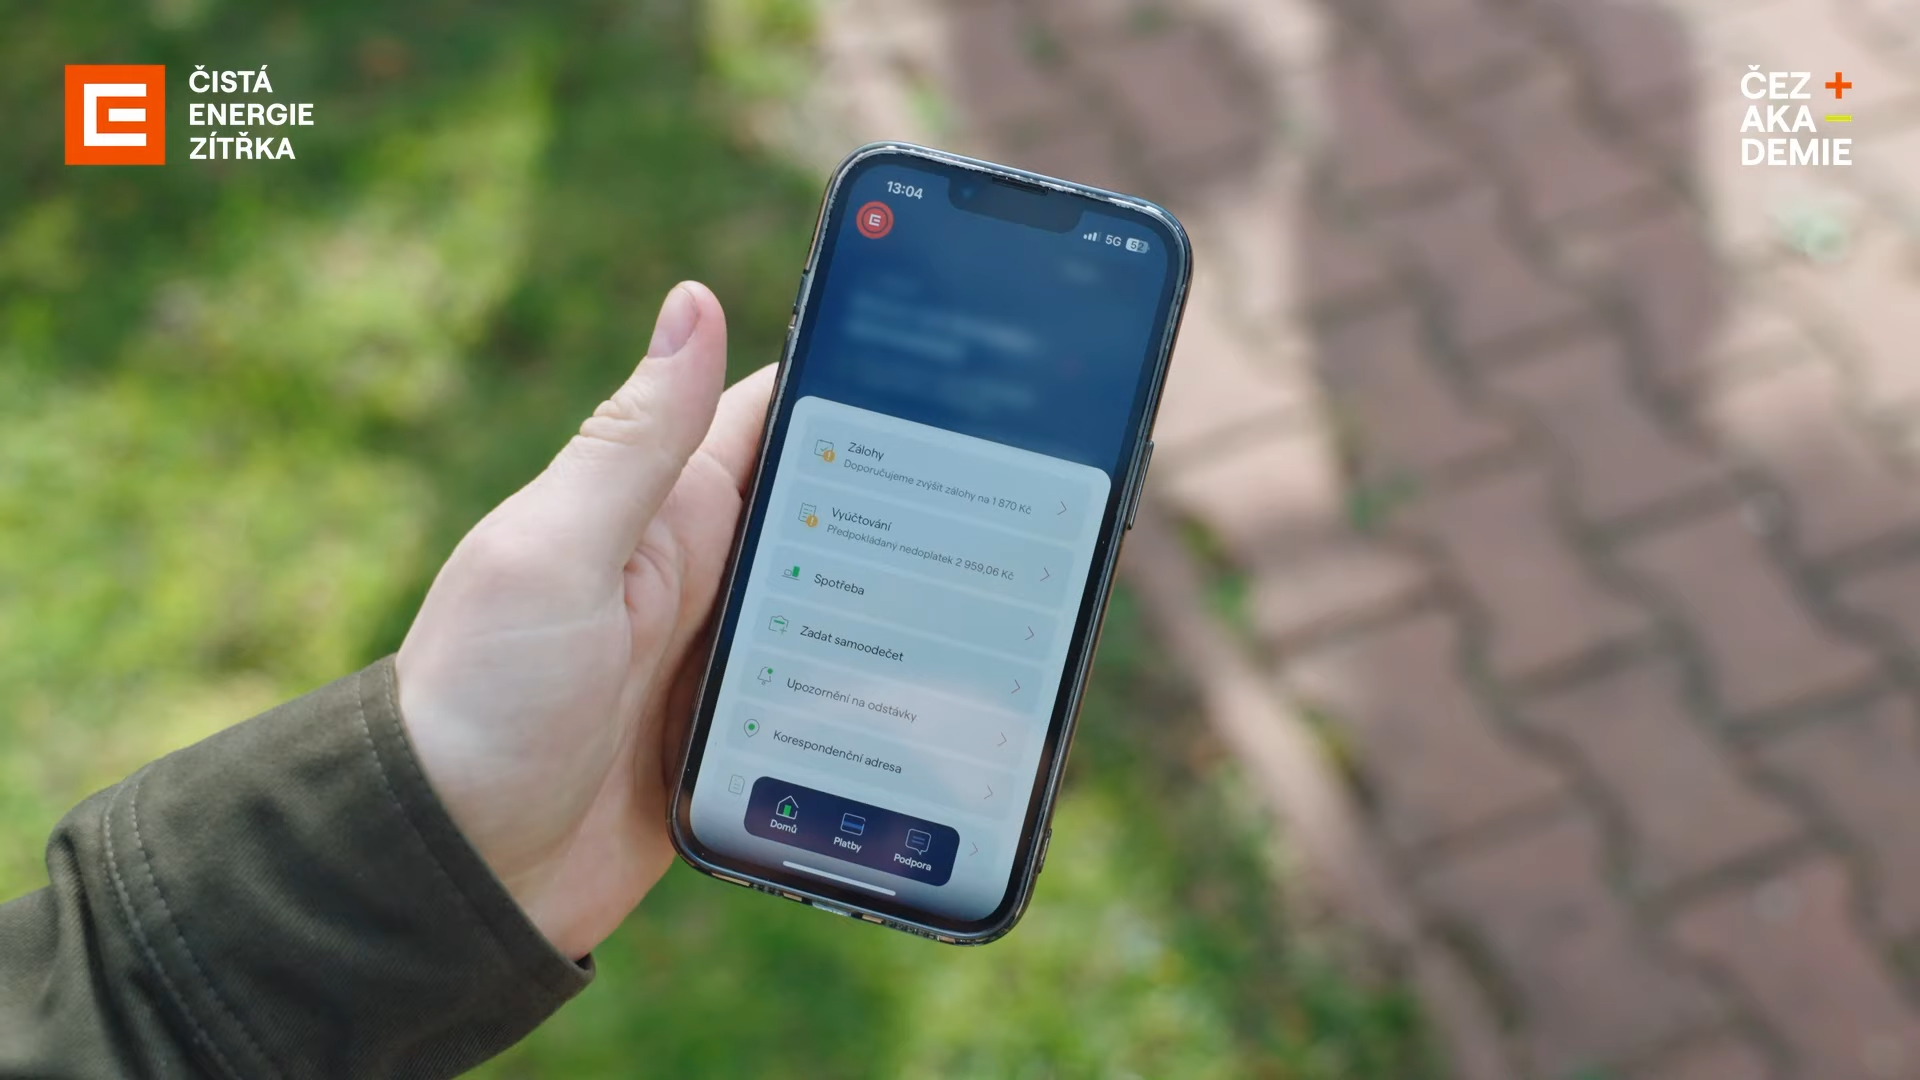 ČISTÁ
ENERGIE
ZÍTŘKA
ČEZ
AKA
DEMIE
13:04
5G 52
Zálohy
Doporučujeme zvýšit zálohy na 1 870 Kč
Vyúčtování
Předpokládaný nedoplatek 2 959,06 Kč
Spotřeba
Zadat samoodečet
Upozornění na odstávky
Korespondenční adresa
Domů
Platby
Podpora